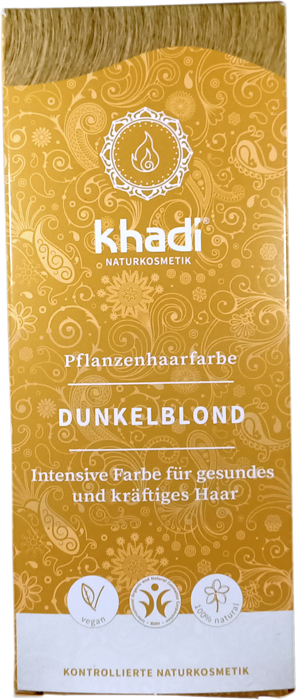 khadi®
NATURKOSMETIK
Pflanzenhaarfarbe
DUNKELBLOND
Intensive Farbe für gesundes
und kräftiges Haar
vegan
100% natural
KONTROLLIERTE NATURKOSMETIK